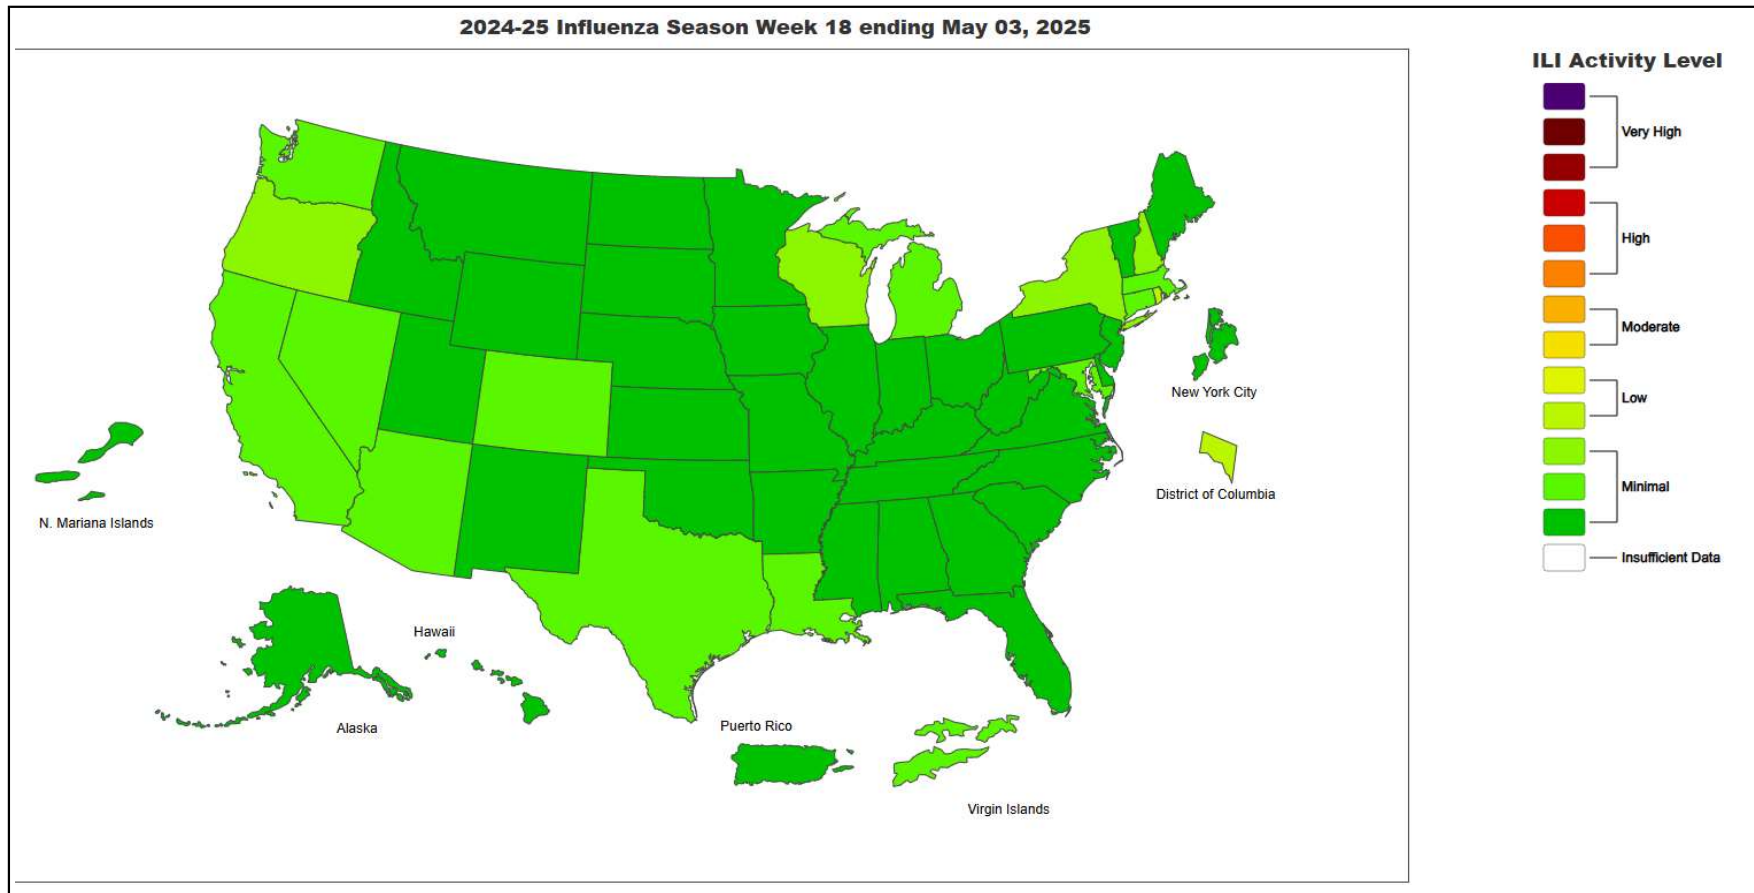 2024-25 Influenza Season Week 18 ending May 03, 2025
ILI Activity Level
Very High
High
Moderate
Low
Minimal
Insufficient Data
New York City
District of Columbia
N. Mariana Islands
Hawaii
Alaska
Puerto Rico
Virgin Islands